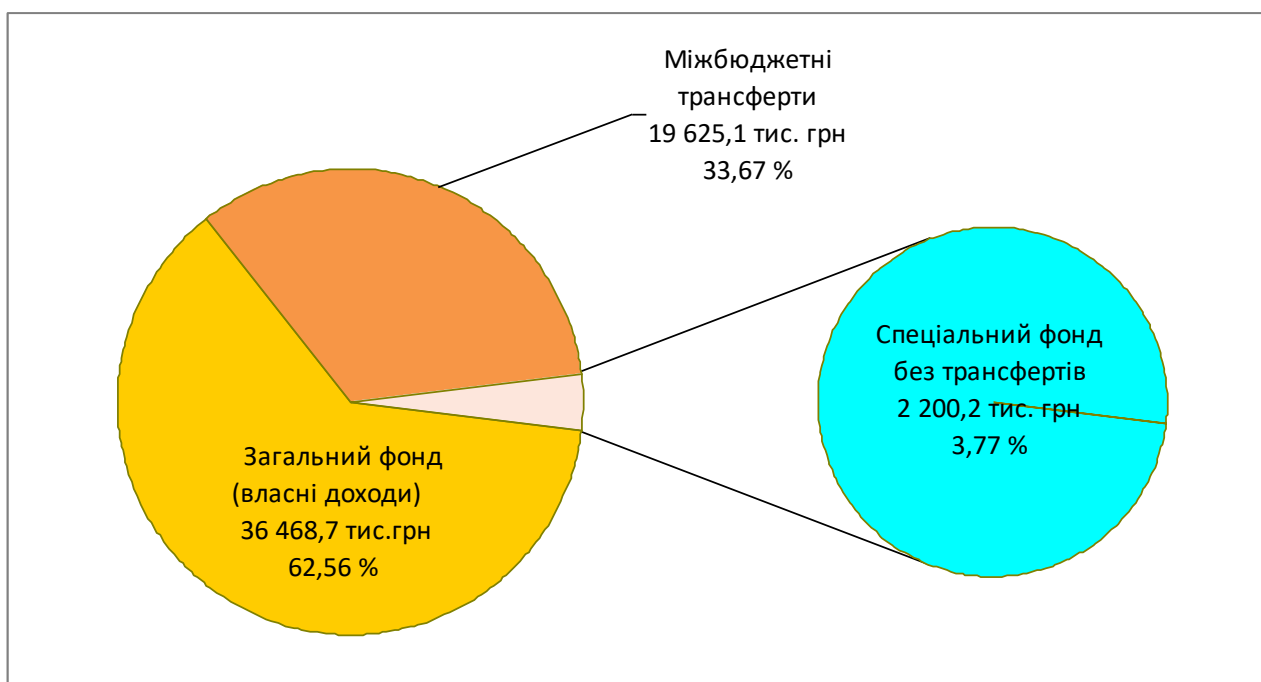 Міжбюджетні
трансферти
19 625,1 тис. грн
33,67 %
Спеціальний фонд
без трансфертів
2 200,2 тис. грн
3,77 %
Загальний фонд
(власні доходи)
36 468,7 тис.грн
62,56 %